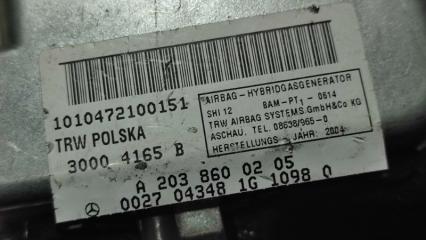 1010472100151
TRW POLSKA
3000 4165 B
AIRBAG-HYBRIDGASGENERATOR
SHI 12 BAM-PT1-0514
TRW AIRBAG SYSTEMS GmbH&Co KG
ASCHAU. TEL. 08638/965-0
HERSTELLUNGS-JAHR: 2004
A 203 860 02 05
0027 04348 1G 1098 0